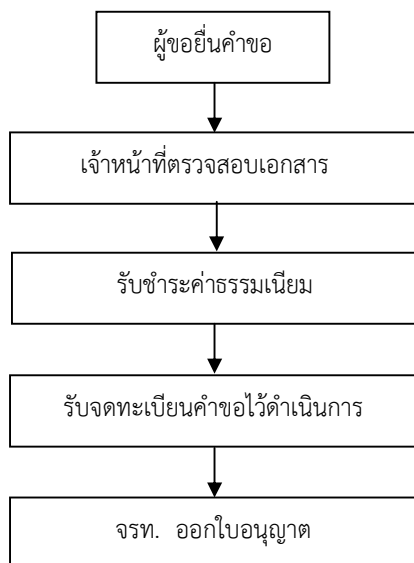 ผู้ขอยื่นคำขอ
เจ้าหน้าที่ตรวจสอบเอกสาร
รับชำระค่าธรรมเนียม
รับจดทะเบียนคำขอไว้ดำเนินการ
จรท. ออกใบอนุญาต